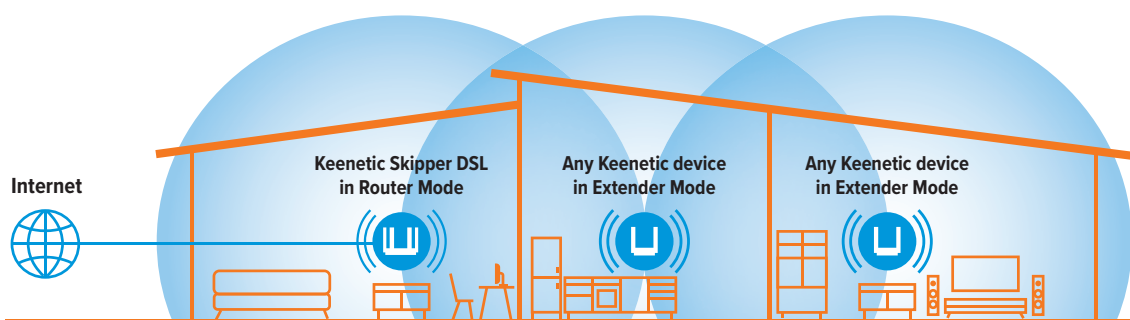 Internet
Keenetic Skipper DSL
in Router Mode
Any Keenetic device
in Extender Mode
Any Keenetic device
in Extender Mode